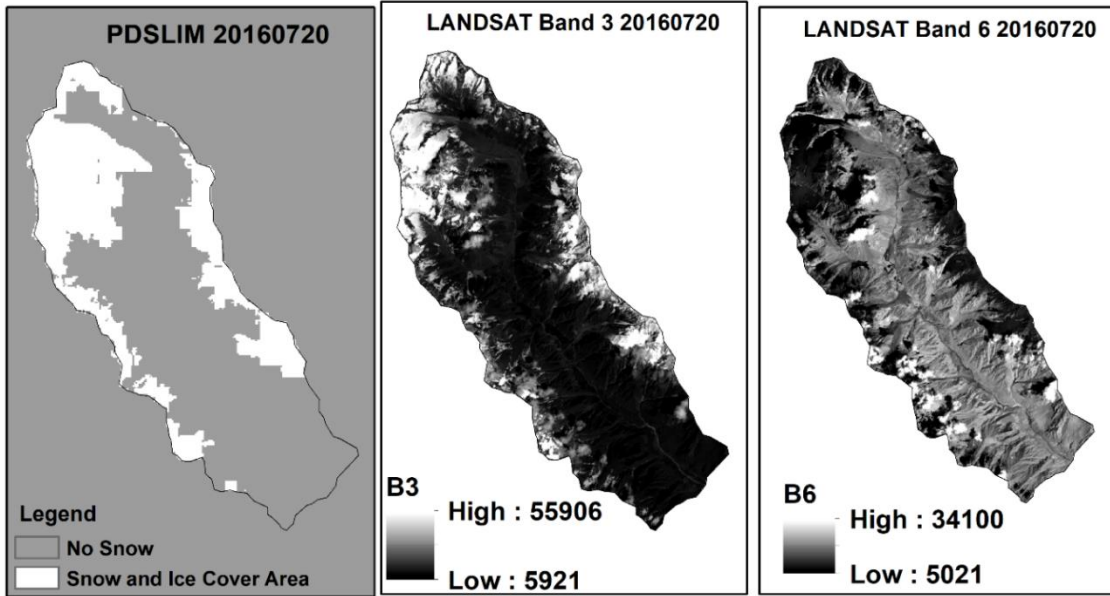 PDSLIM 20160720
Legend
No Snow
Snow and Ice Cover Area
LANDSAT Band 3 20160720
B3
High : 55906
Low : 5921
LANDSAT Band 6 20160720
B6
High : 34100
Low : 5021